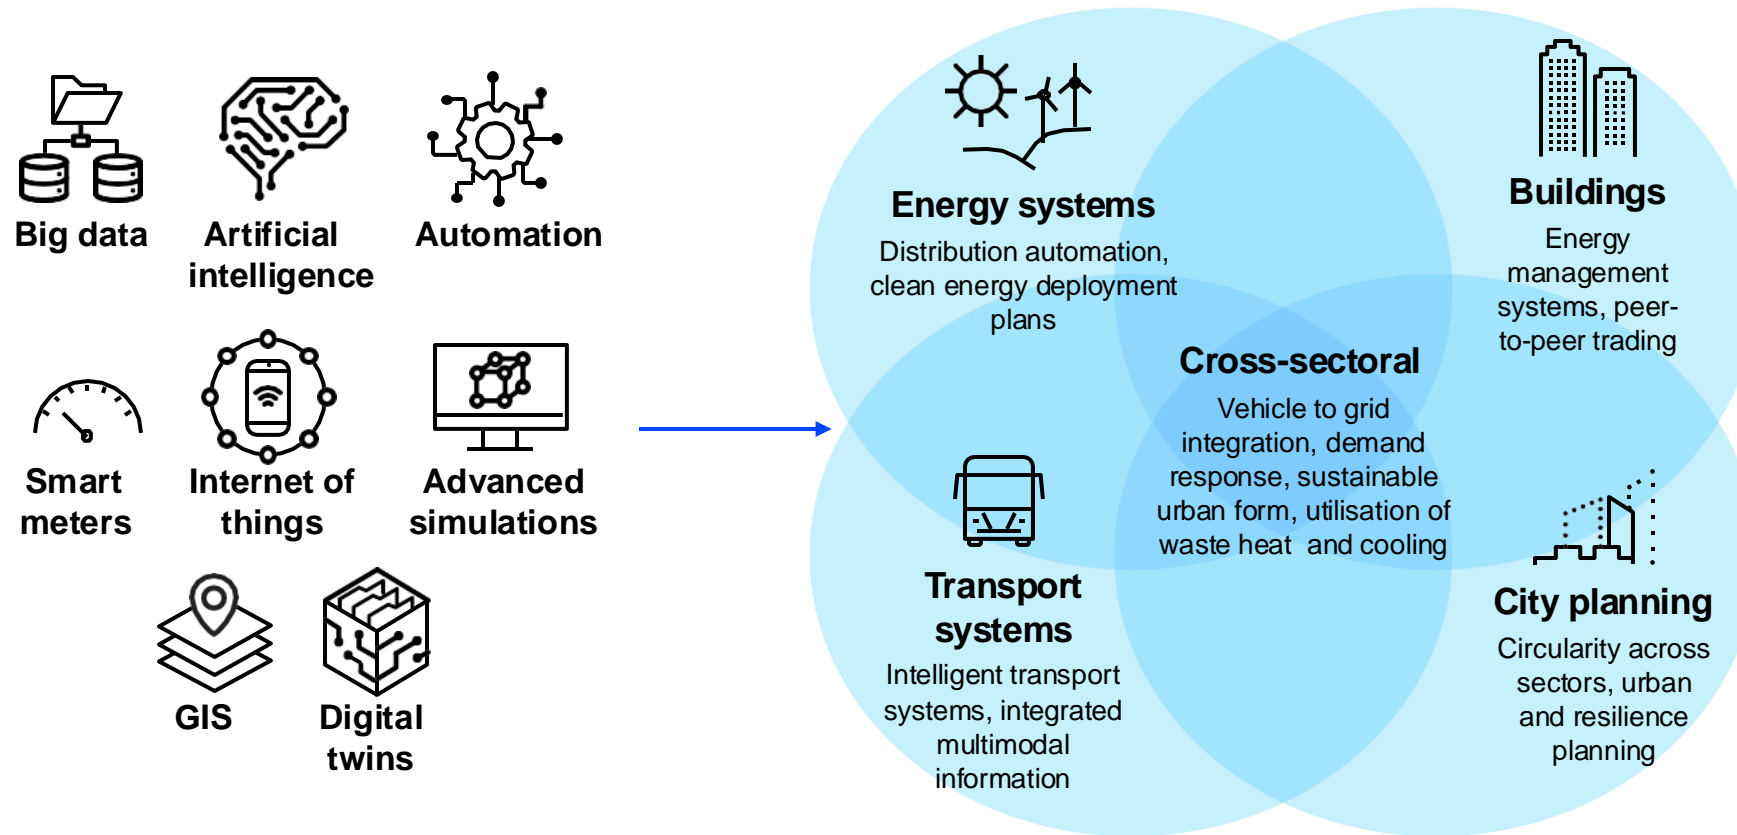 Big data
Artificial
intelligence
Automation
Smart
meters
Internet of
things
Advanced
simulations
GIS
Digital
twins
Energy systems
Distribution automation,
clean energy deployment
plans
Buildings
Energy
management
systems, peer-
to-peer trading
Cross-sectoral
Vehicle to grid
integration, demand
response, sustainable
urban form, utilisation of
waste heat and cooling
Transport
systems
Intelligent transport
systems, integrated
multimodal
information
City planning
Circularity across
sectors, urban
and resilience
planning